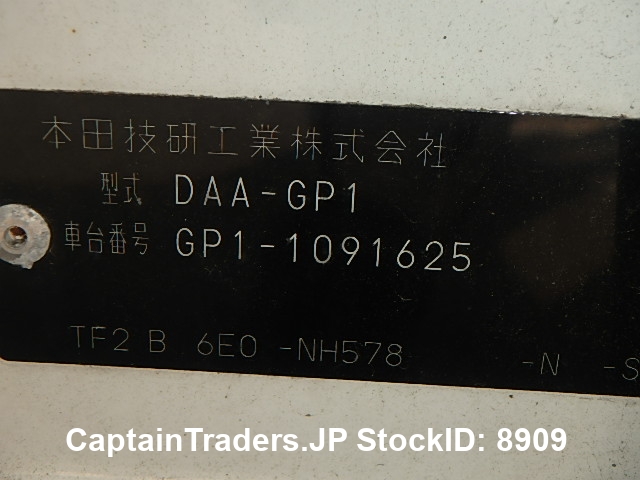 本田技研工業株式会社
型式 DAA-GP1
車台番号 GP1-1091625
TF2 B 6E0 -NH578 -N -S
CaptainTraders.JP StockID: 8909